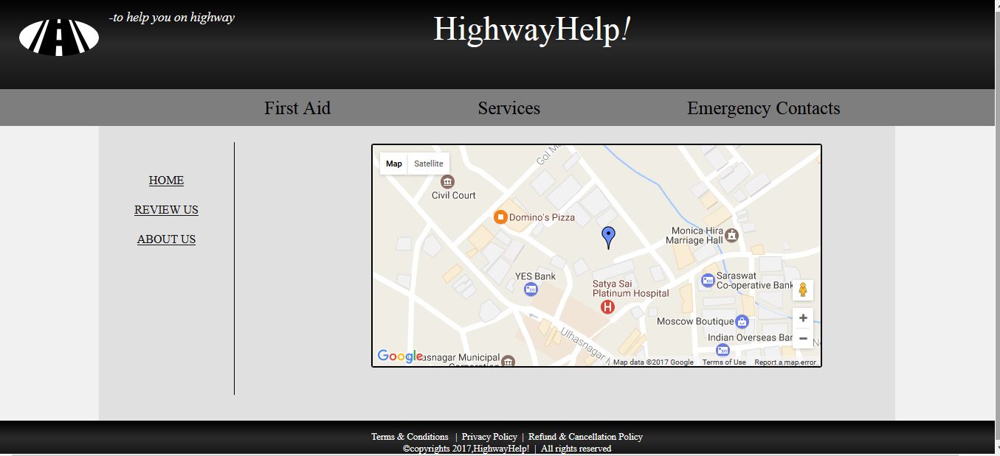 -to help you on highway
HighwayHelp!
First Aid
Services
Emergency Contacts
HOME
REVIEW US
ABOUT US
Map
Satellite
Gol M
Civil Court
Domino's Pizza
Monica Hira
Marriage Hall
YES Bank
Satya Sai
Platinum Hospital
Saraswat
Co-operative Bank
Moscow Boutique
Indian Overseas Ban
Ulhasnagar M
Google
asnagar Municipal
Corporation
Map data ©2017 Google
Terms of Use
Report a map error
Terms & Conditions | Privacy Policy | Refund & Cancellation Policy
©copyrights 2017,HighwayHelp! | All rights reserved